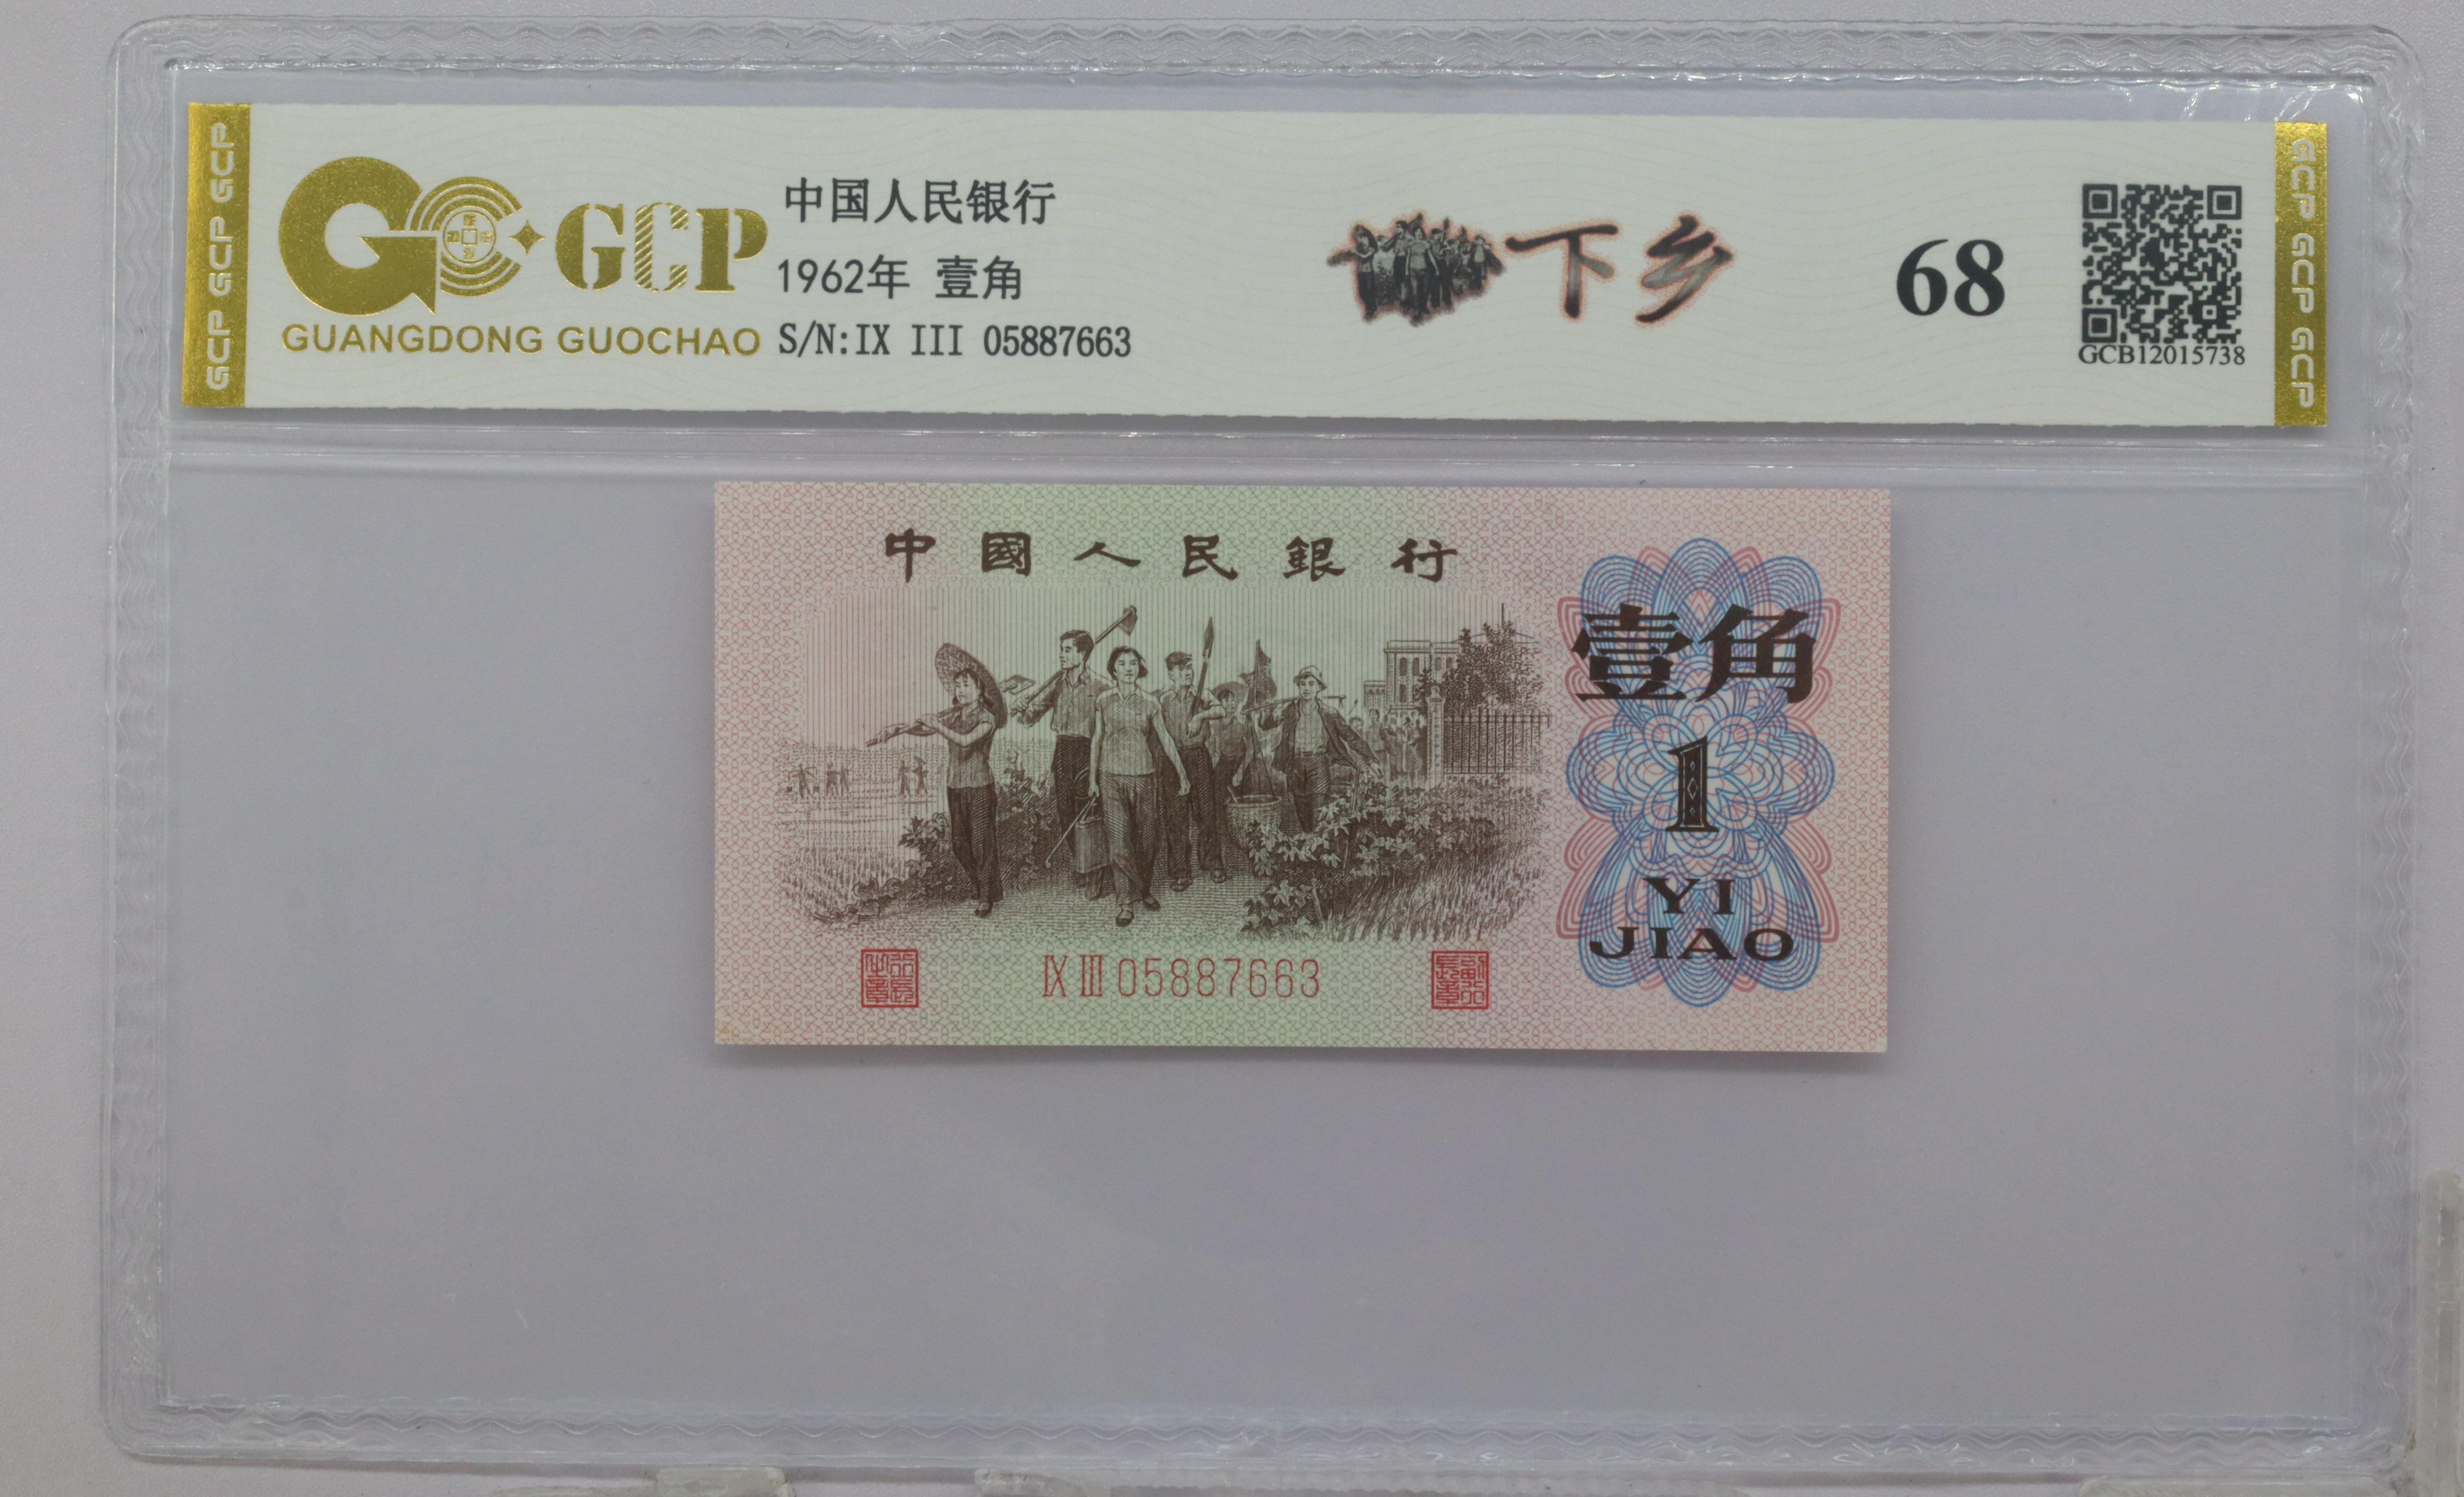 GCP GCP GCP
GCP
GUANGDONG GUOCHAO
中国人民银行
1962年 壹角
S/N:IX III 05887663
下乡
68
GCB12015738
GCP GCP GCP
中國人民銀行
壹角
1
YI
JIAO
IX III 05887663